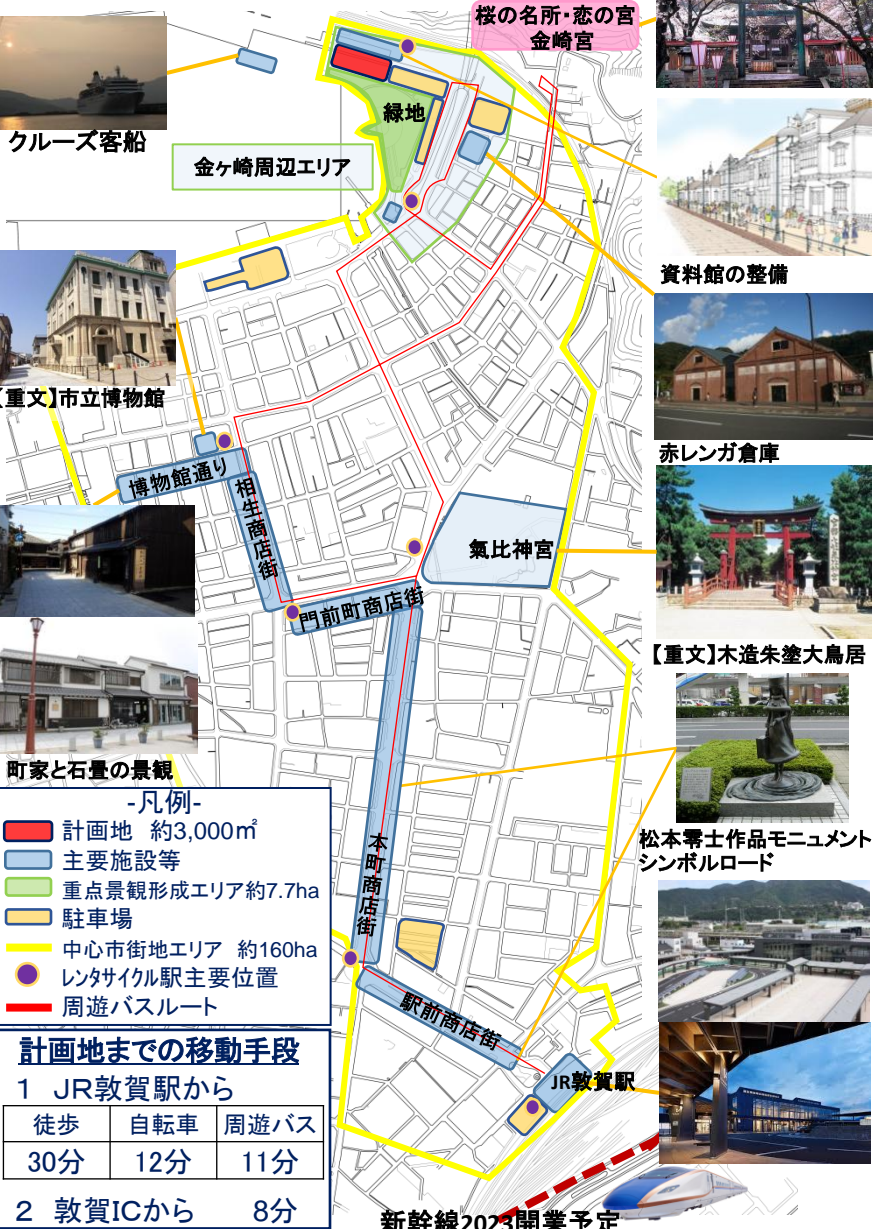 桜の名所・恋の宮
金崎宮
クルーズ客船
緑地
金ヶ崎周辺エリア
資料館の整備
【重文】市立博物館
赤レンガ倉庫
博物館通り
相生商店街
氣比神宮
門前町商店街
【重文】木造朱塗大鳥居
町家と石畳の景観
松本零士作品モニュメント
シンボルロード
本町商店街
駅前商店街
JR敦賀駅
-凡例-
計画地 約3,000㎡
主要施設等
重点景観形成エリア約7.7ha
駐車場
中心市街地エリア 約160ha
レンタサイクル駅主要位置
周遊バスルート
計画地までの移動手段
1 JR敦賀駅から
徒歩 自転車 周遊バス
30分 12分 11分
2 敦賀ICから 8分
新幹線2023開業予定